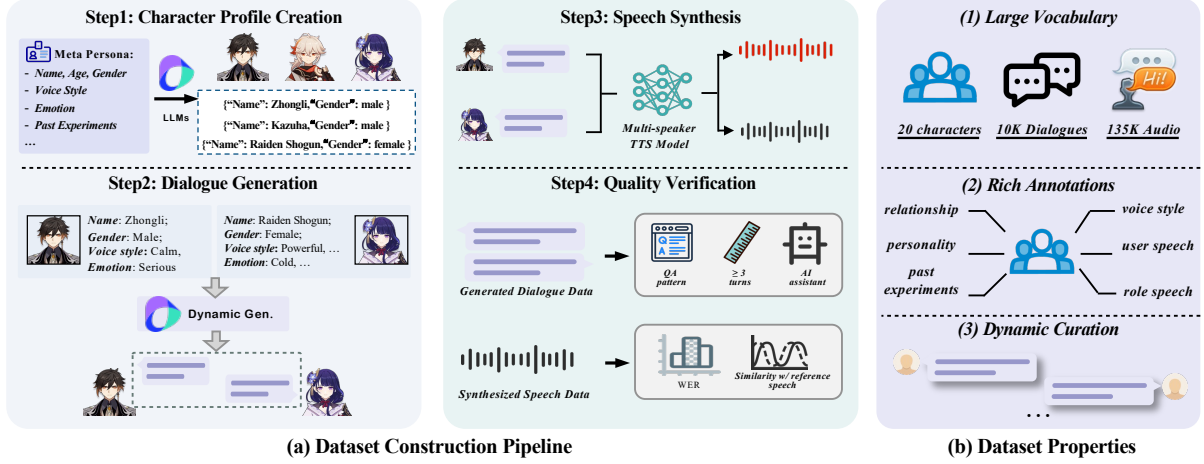 Step1: Character Profile Creation
Meta Persona:
- Name, Age, Gender
- Voice Style
- Emotion
- Past Experiments
...
LLMs
{“Name”: Zhongli,"Gender": male }
{“Name”: Kazuha,"Gender": male }
{“Name”: Raiden Shogun,"Gender": female }
Step2: Dialogue Generation
Name: Zhongli;
Gender: Male;
Voice style: Calm,
Emotion: Serious
Name: Raiden Shogun;
Gender: Female;
Voice style: Powerful, …
Emotion: Cold, …
Dynamic Gen.
Step3: Speech Synthesis
Multi-speaker
TTS Model
Step4: Quality Verification
Generated Dialogue Data
Q
A
QA
pattern
≥ 3
turns
AI
assistant
Synthesized Speech Data
WER
Similarity w/ reference
speech
(a) Dataset Construction Pipeline
(1) Large Vocabulary
Hi!
20 characters
10K Dialogues
135K Audio
(2) Rich Annotations
relationship
personality
past
experiments
voice style
user speech
role speech
(3) Dynamic Curation
...
(b) Dataset Properties